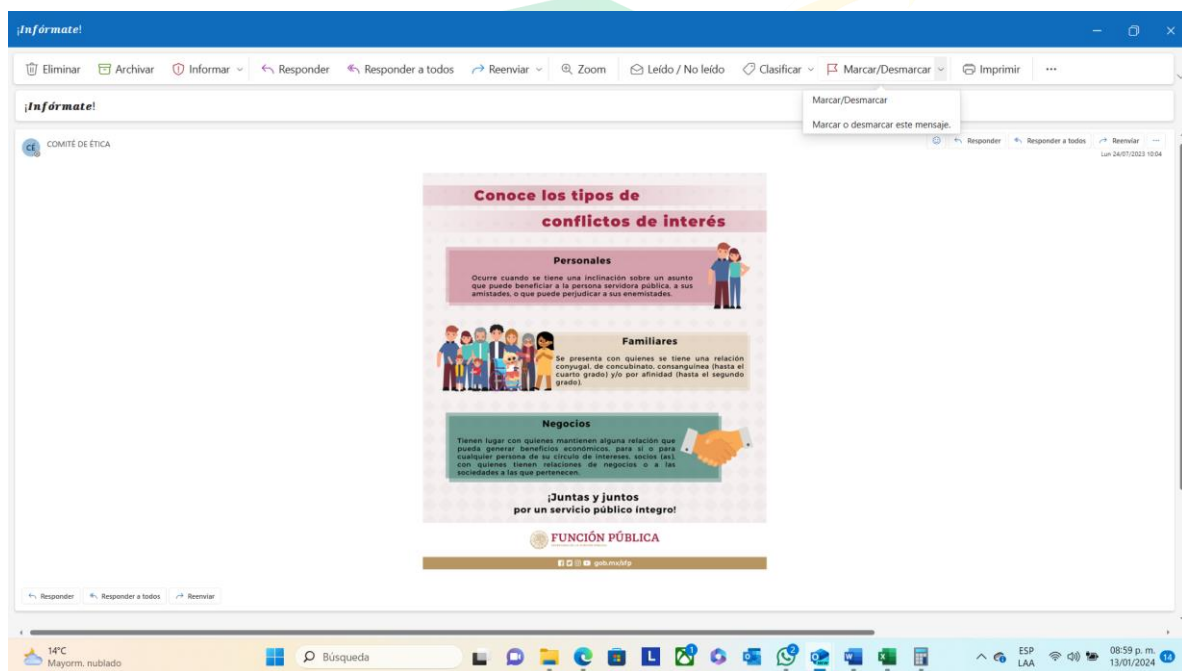 ¡Infórmate!
Eliminar Archivar Informar Responder Responder a todos Reenviar Zoom Leído / No leído Clasificar Marcar/Desmarcar Imprimir ...
¡Infórmate!
Marcar/Desmarcar
Marcar o desmarcar este mensaje.
CÉ COMITÉ DE ÉTICA
Responder Responder a todos Reenviar ...
Lun 24/07/2023 10:04
Conoce los tipos de
conflictos de interés
Personales
Ocurre cuando se tiene una inclinación sobre un asunto
que puede beneficiar a la persona servidora pública, a sus
amistades, o que puede perjudicar a sus enemistades.
Familiares
Se presenta con quienes se tiene una relación
conyugal, de concubinato, consanguínea (hasta el
cuarto grado) y/o por afinidad (hasta el segundo
grado).
Negocios
Tienen lugar con quienes mantienen alguna relación que
pueda generar beneficios económicos, para sí o para
cualquier persona de su círculo de intereses, socios (as),
con quienes tienen relaciones de negocios o a las
sociedades a las que pertenecen.
¡Juntas y juntos
por un servicio público íntegro!
FUNCIÓN PÚBLICA
gob.mx/sfp
Responder Responder a todos Reenviar
14°C
Mayorm. nublado
Búsqueda
L
ESP
LAA
08:59 p. m.
13/01/2024
14